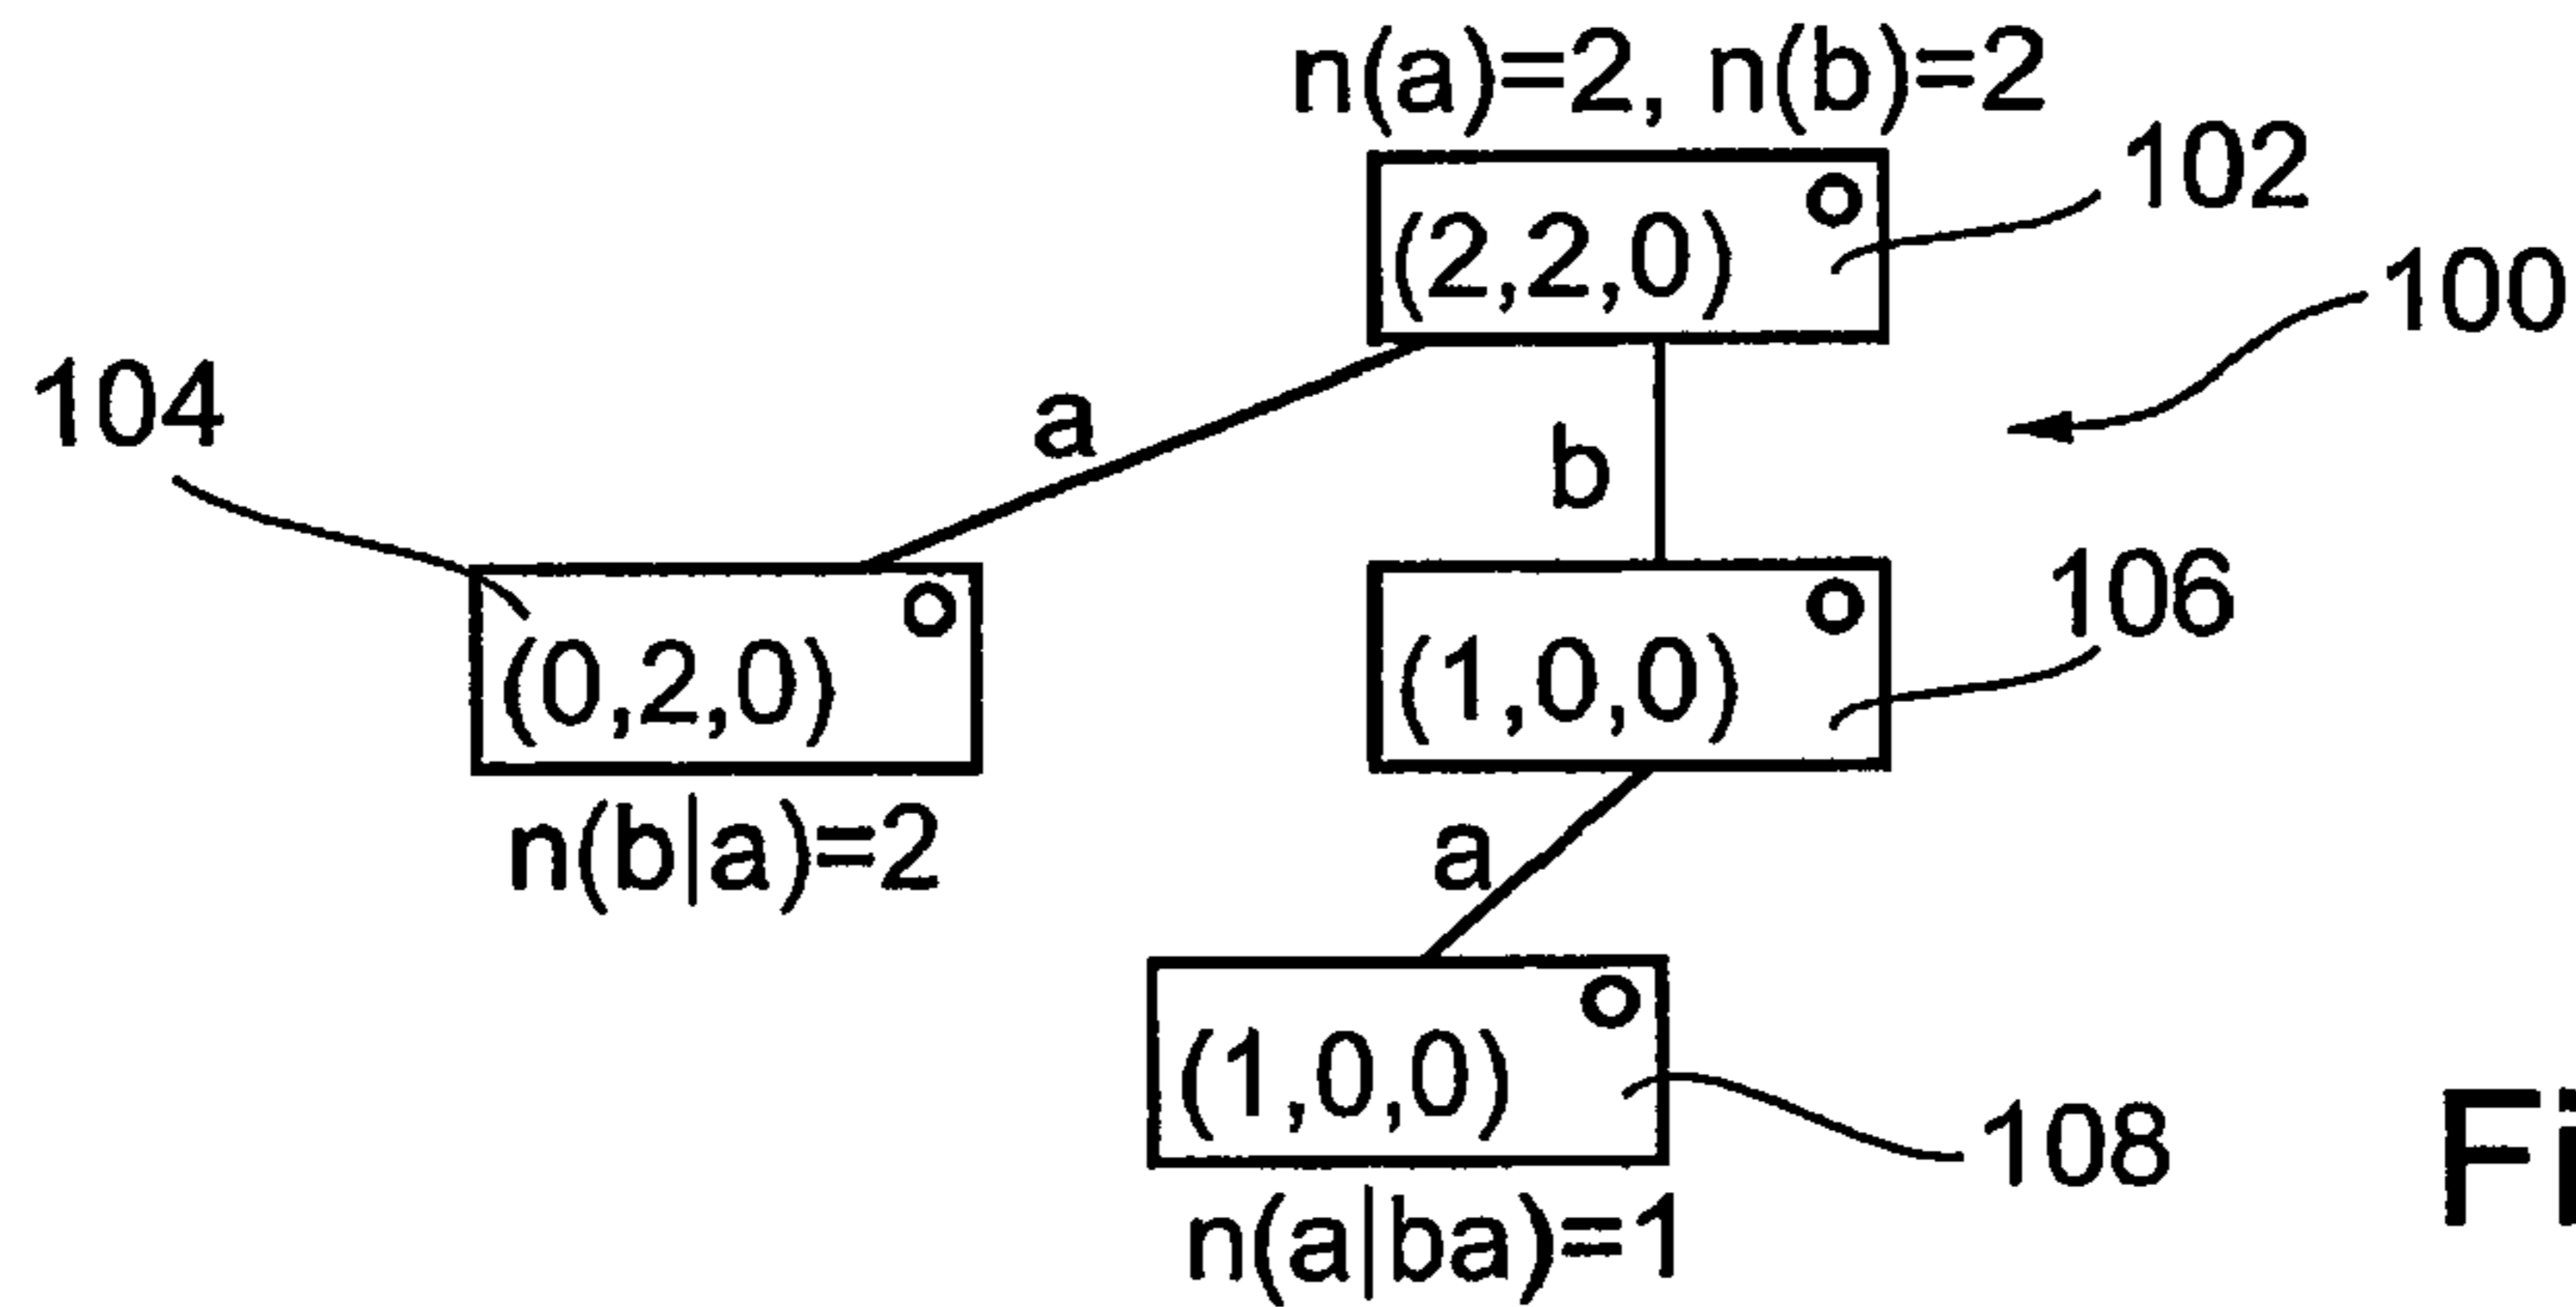 n(a)=2, n(b)=2
102
(2,2,0)
100
104
a
b
106
(0,2,0)
(1,0,0)
n(b|a)=2
a
(1,0,0)
108
n(a|ba)=1